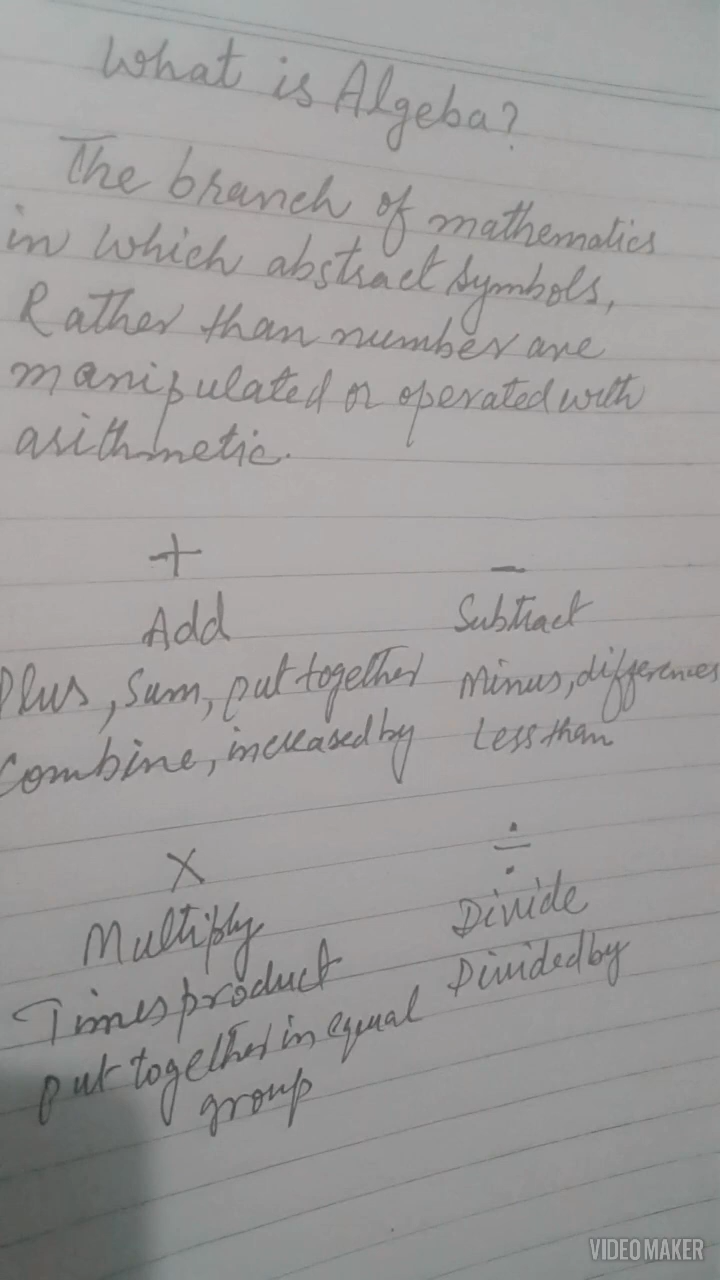 What is Algeba?
The branch of mathematics
in which abstract symbols,
Rather than number are
manipulated or operated with
arithmetic.
+
Add
Plus, Sum, put together
Combine, increased by
−
Subtract
Minus, differences
Less than
×
Multiply
Times product
put together in equal
group
÷
Divide
Divided by
VIDEO MAKER